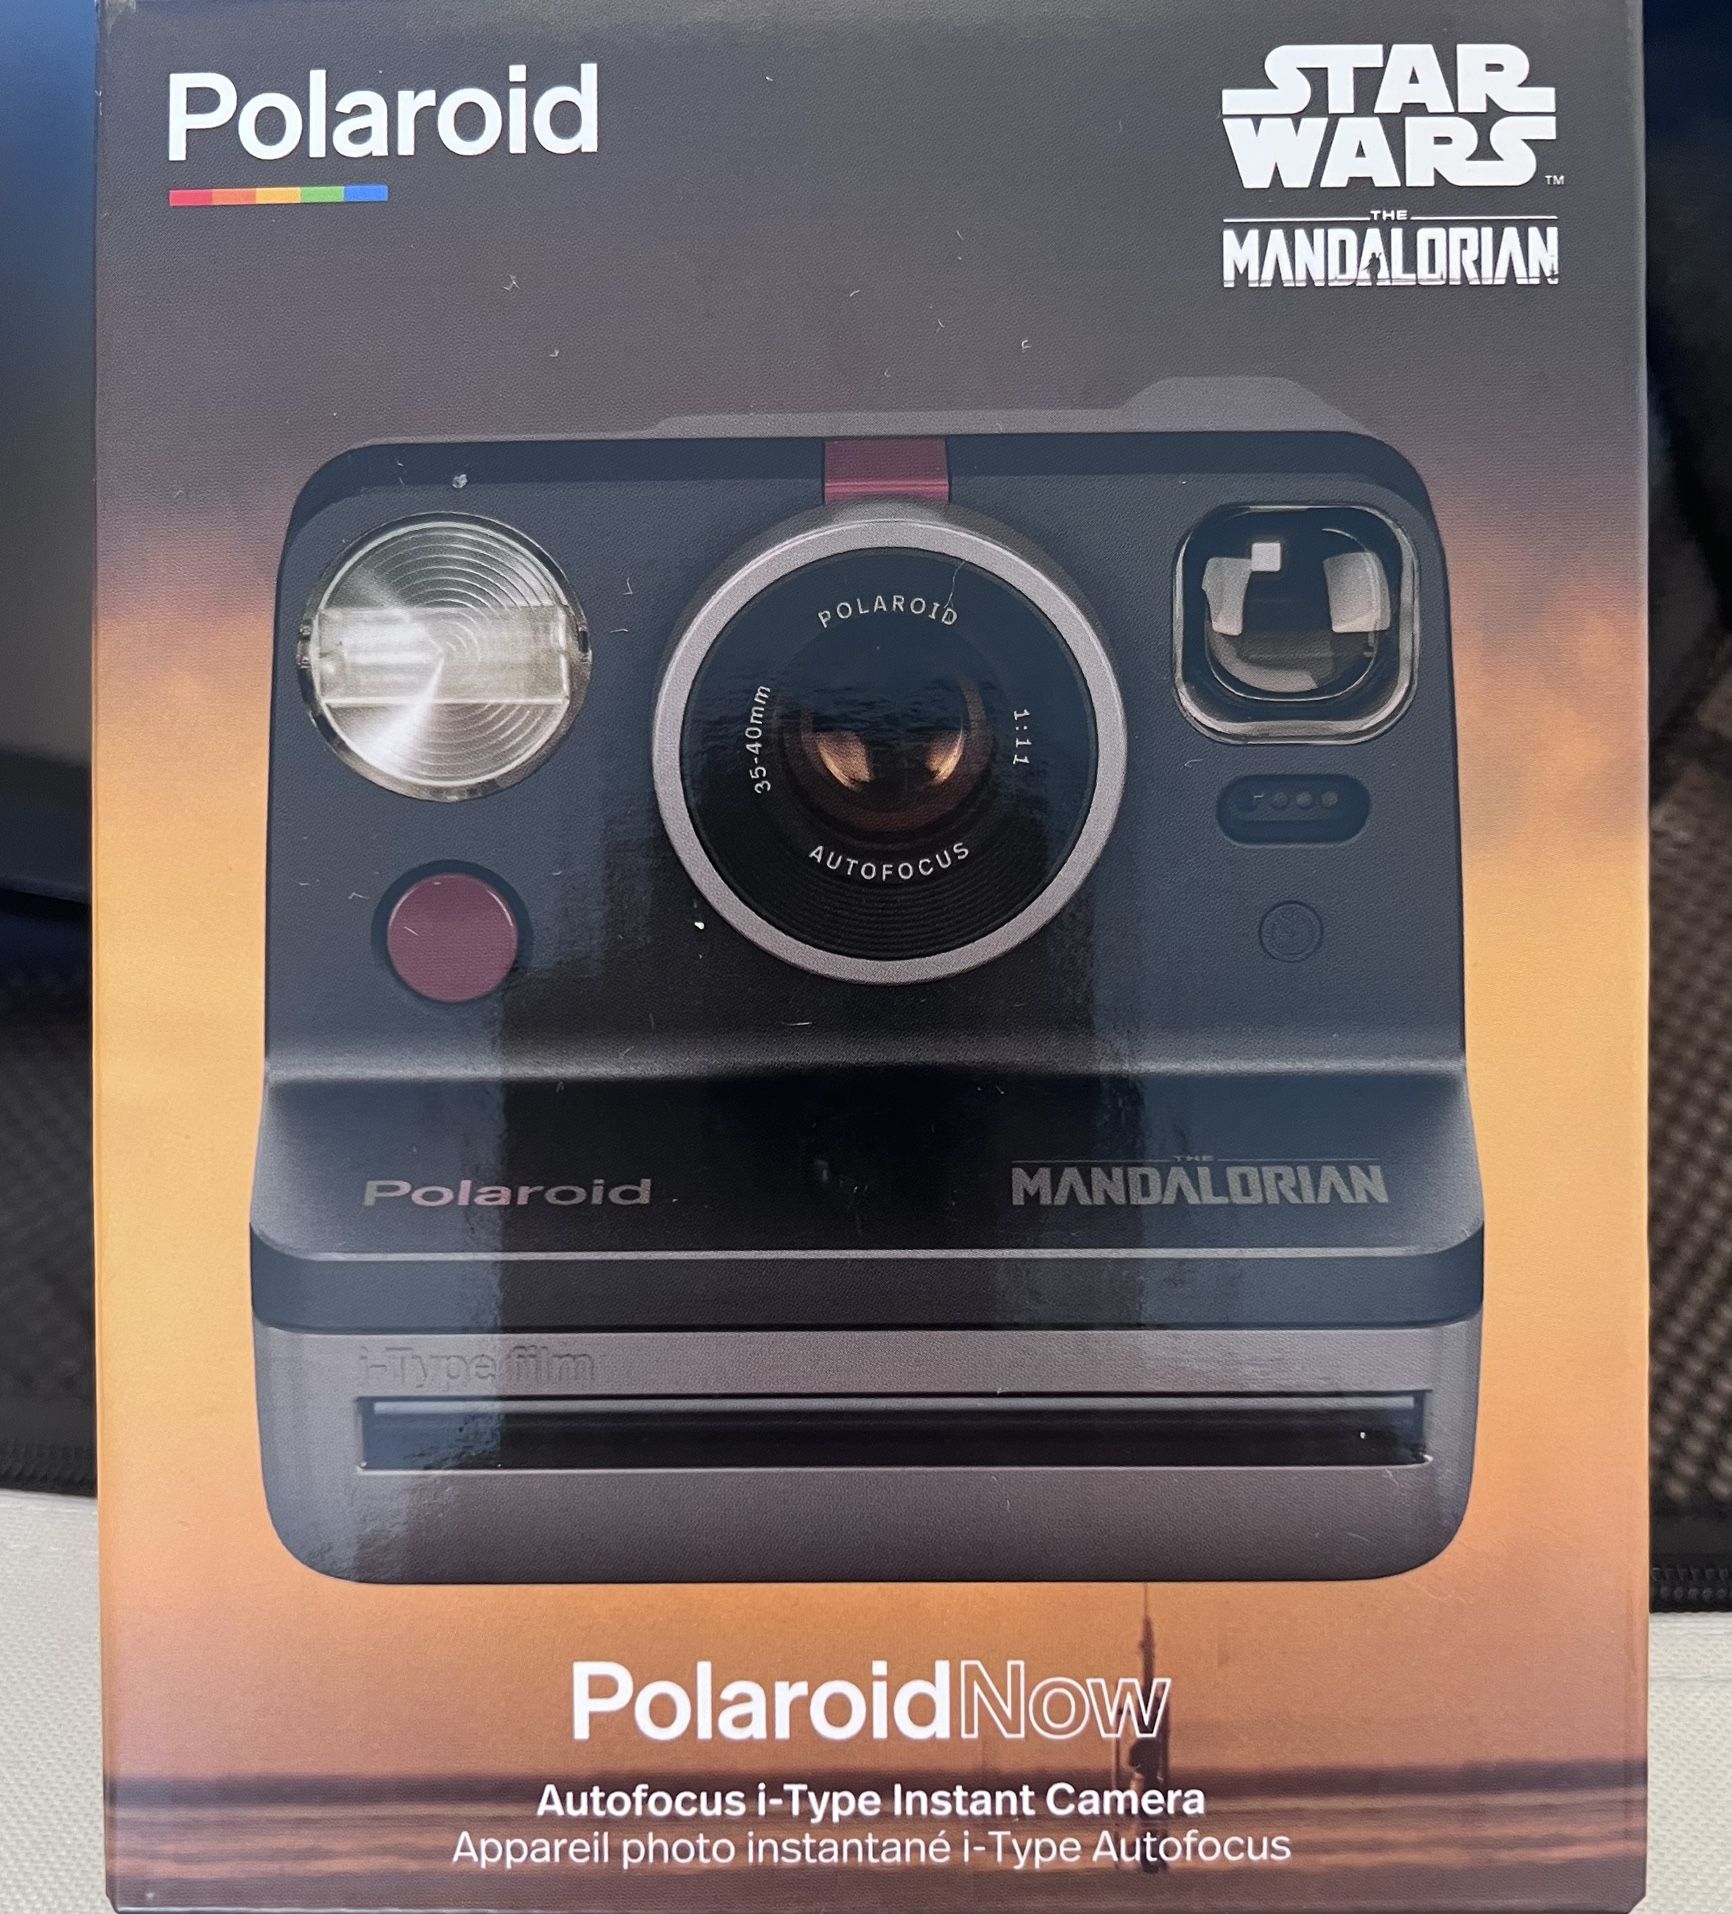 Polaroid
STAR
WARS
™
THE
MANDALORIAN
POLAROID
35-40mm
1:11
AUTOFOCUS
Polaroid
THE
MANDALORIAN
i-Type film
PolaroidNow
Autofocus i-Type Instant Camera
Appareil photo instantané i-Type Autofocus